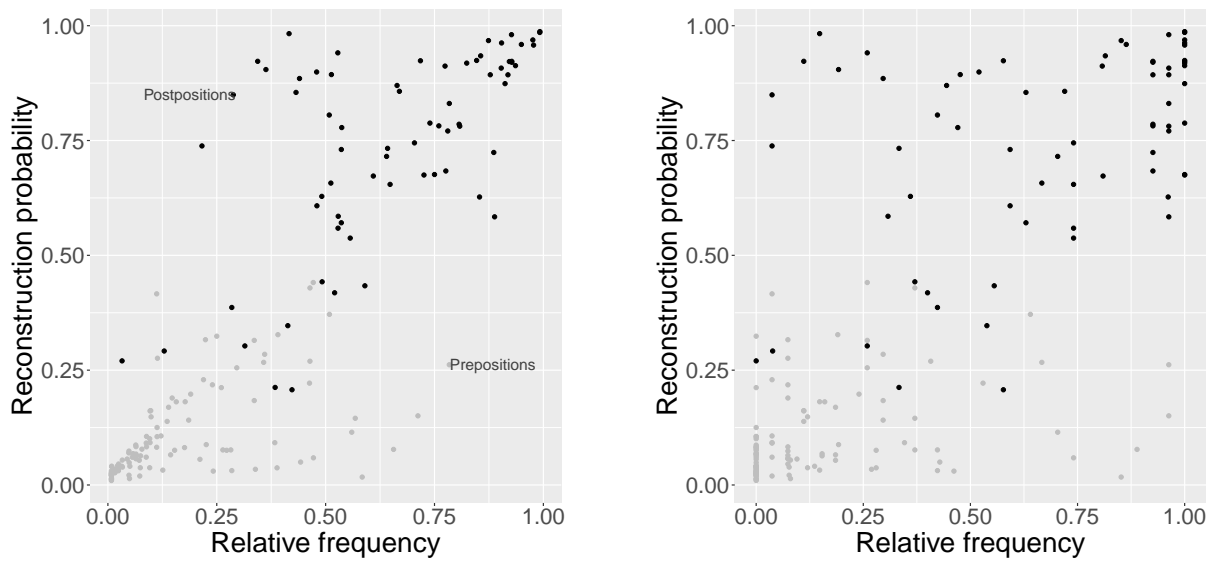 1.00
0.75
0.50
0.25
0.00
Reconstruction probability
Postpositions
Prepositions
0.00 0.25 0.50 0.75 1.00
Relative frequency
1.00
0.75
0.50
0.25
0.00
Reconstruction probability
0.00 0.25 0.50 0.75 1.00
Relative frequency